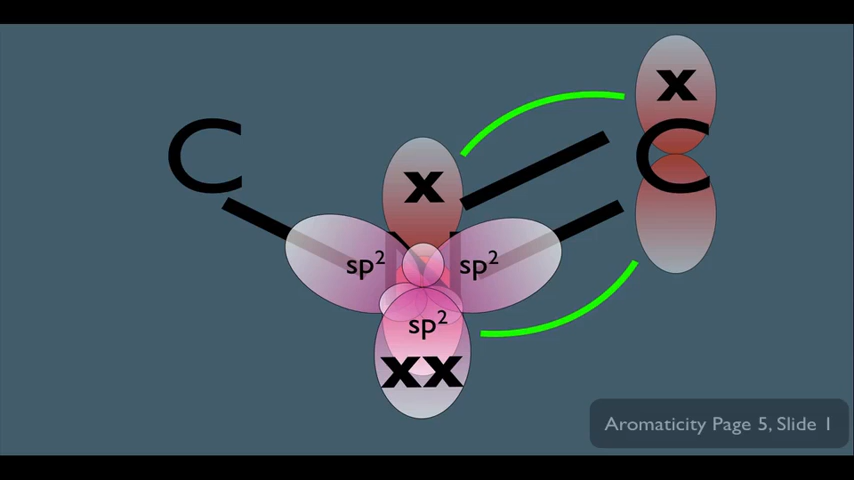 x
C
C
x
sp²
sp²
sp²
xx
Aromaticity Page 5, Slide 1